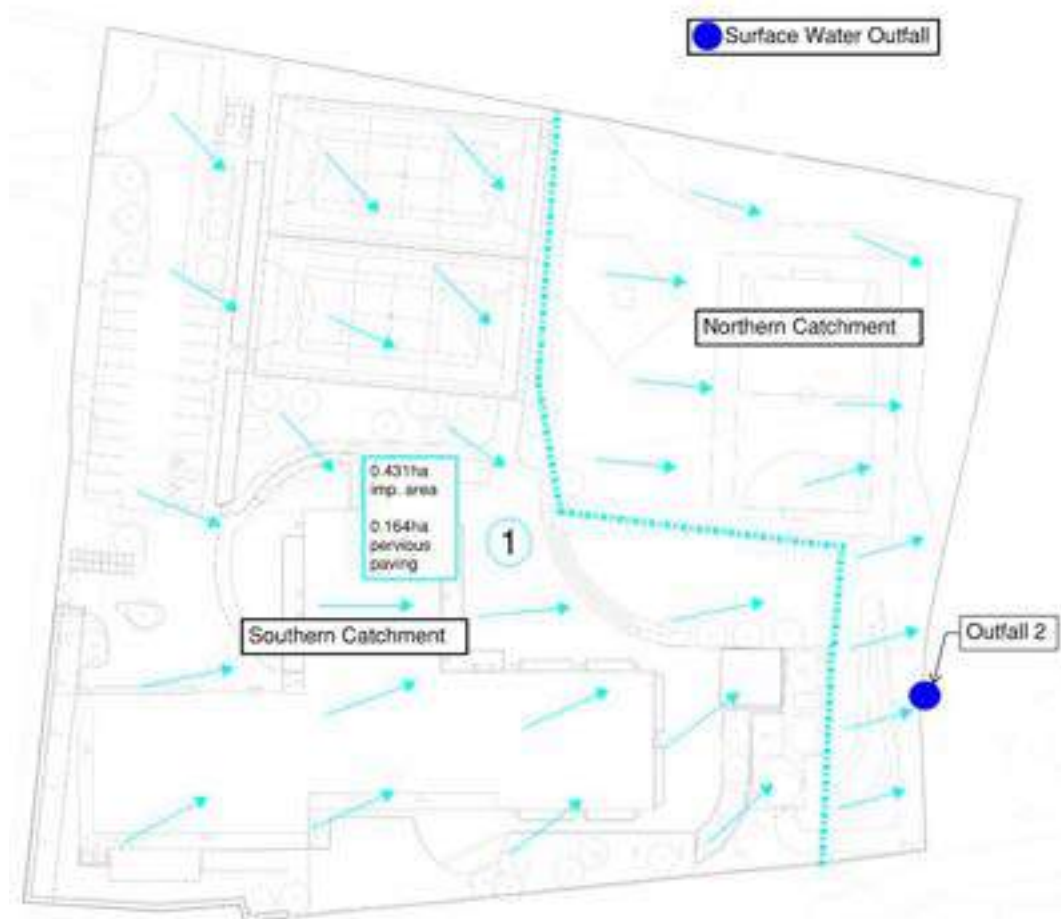 Surface Water Outfall
Northern Catchment
0.431ha
imp. area
0.164ha
pervious
paving
1
Southern Catchment
Outfall 2